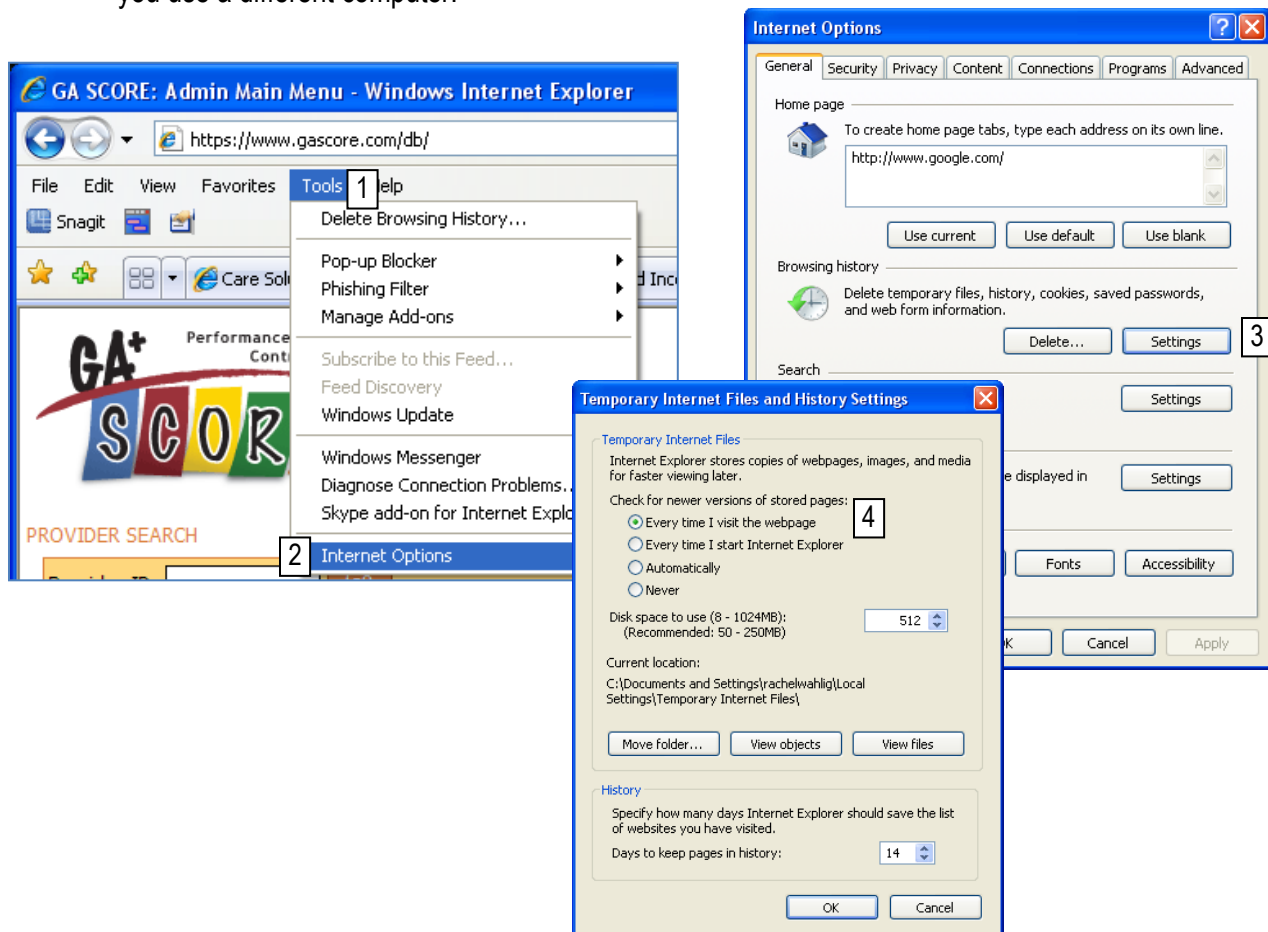 you use a different computer.
GA SCORE: Admin Main Menu - Windows Internet Explorer
https://www.gascore.com/db/
File Edit View Favorites Tools 1 elp
Snagit
Delete Browsing History...
Pop-up Blocker
Phishing Filter
Manage Add-ons
Subscribe to this Feed...
Feed Discovery
Windows Update
Windows Messenger
Diagnose Connection Problems..
Skype add-on for Internet Explo
2 Internet Options
Care Sol
d Inc
GA+
Performance
Cont
SCOR
PROVIDER SEARCH
Internet Options
General Security Privacy Content Connections Programs Advanced
Home page
To create home page tabs, type each address on its own line.
http://www.google.com/
Use current Use default Use blank
Browsing history
Delete temporary files, history, cookies, saved passwords,
and web form information.
Delete... Settings 3
Search
Settings
e displayed in Settings
Fonts Accessibility
K Cancel Apply
Temporary Internet Files and History Settings
Temporary Internet Files
Internet Explorer stores copies of webpages, images, and media
for faster viewing later.
Check for newer versions of stored pages:
Every time I visit the webpage 4
Every time I start Internet Explorer
Automatically
Never
Disk space to use (8 - 1024MB): 512
(Recommended: 50 - 250MB)
Current location:
C:\Documents and Settings\rachelwahlig\Local
Settings\Temporary Internet Files\
Move folder... View objects View files
History
Specify how many days Internet Explorer should save the list
of websites you have visited.
Days to keep pages in history: 14
OK Cancel